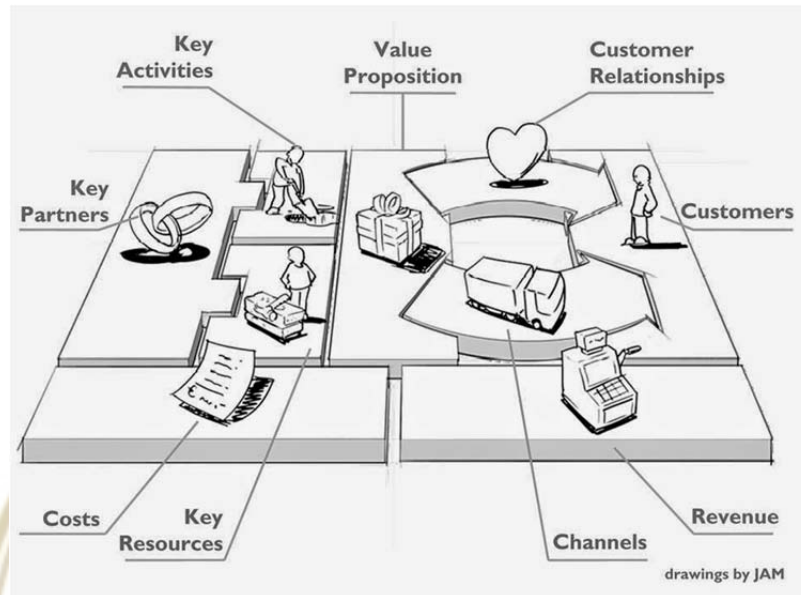 Key
Activities
Value
Proposition
Customer
Relationships
Key
Partners
Customers
Costs
Key
Resources
Channels
Revenue
drawings by JAM